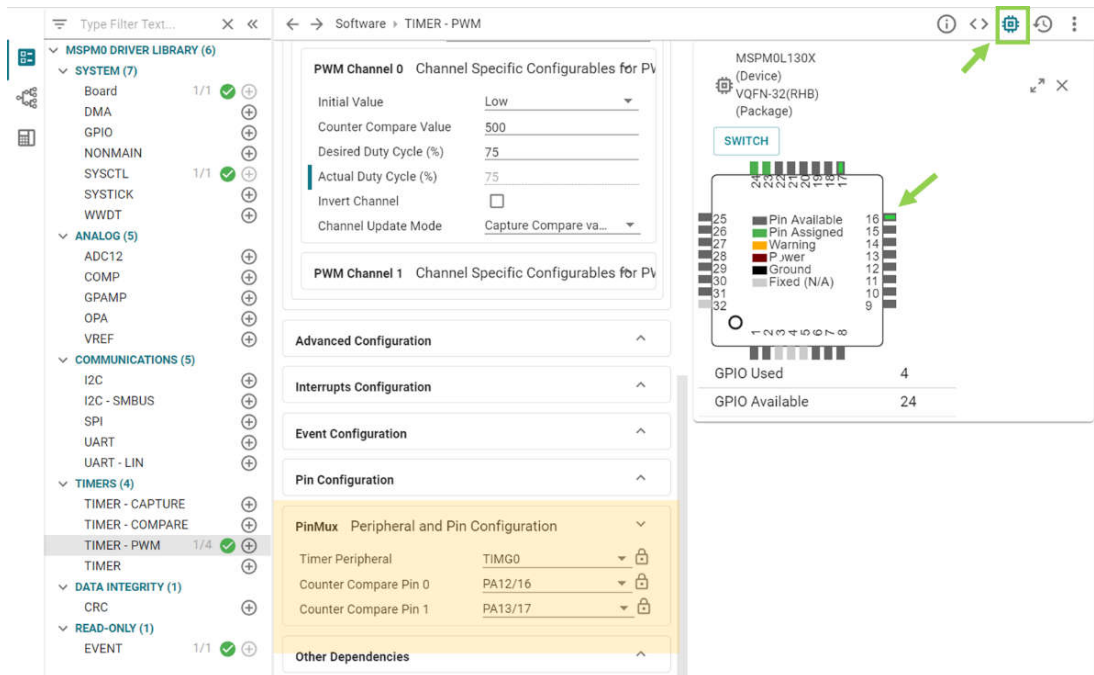 Type Filter Text...
Software › TIMER - PWM
MSPM0 DRIVER LIBRARY (6)
SYSTEM (7)
Board 1/1
DMA
GPIO
NONMAIN
SYSCTL 1/1
SYSTICK
WWDT
ANALOG (5)
ADC12
COMP
GPAMP
OPA
VREF
COMMUNICATIONS (5)
I2C
I2C - SMBUS
SPI
UART
UART - LIN
TIMERS (4)
TIMER - CAPTURE
TIMER - COMPARE
TIMER - PWM 1/4
TIMER
DATA INTEGRITY (1)
CRC
READ-ONLY (1)
EVENT 1/1
PWM Channel 0 Channel Specific Configurables for PW
Initial Value Low
Counter Compare Value 500
Desired Duty Cycle (%) 75
Actual Duty Cycle (%) 75
Invert Channel
Channel Update Mode Capture Compare va...
PWM Channel 1 Channel Specific Configurables for PW
Advanced Configuration
Interrupts Configuration
Event Configuration
Pin Configuration
PinMux Peripheral and Pin Configuration
Timer Peripheral TIMG0
Counter Compare Pin 0 PA12/16
Counter Compare Pin 1 PA13/17
Other Dependencies
MSPM0L130X
(Device)
VQFN-32(RHB)
(Package)
SWITCH
24 23 22 21 20 19 18 17
25 Pin Available 16
26 Pin Assigned 15
27 Warning 14
28 Power 13
29 Ground 12
30 Fixed (N/A) 11
31 10
32 9
1 2 3 4 5 6 7 8
GPIO Used 4
GPIO Available 24